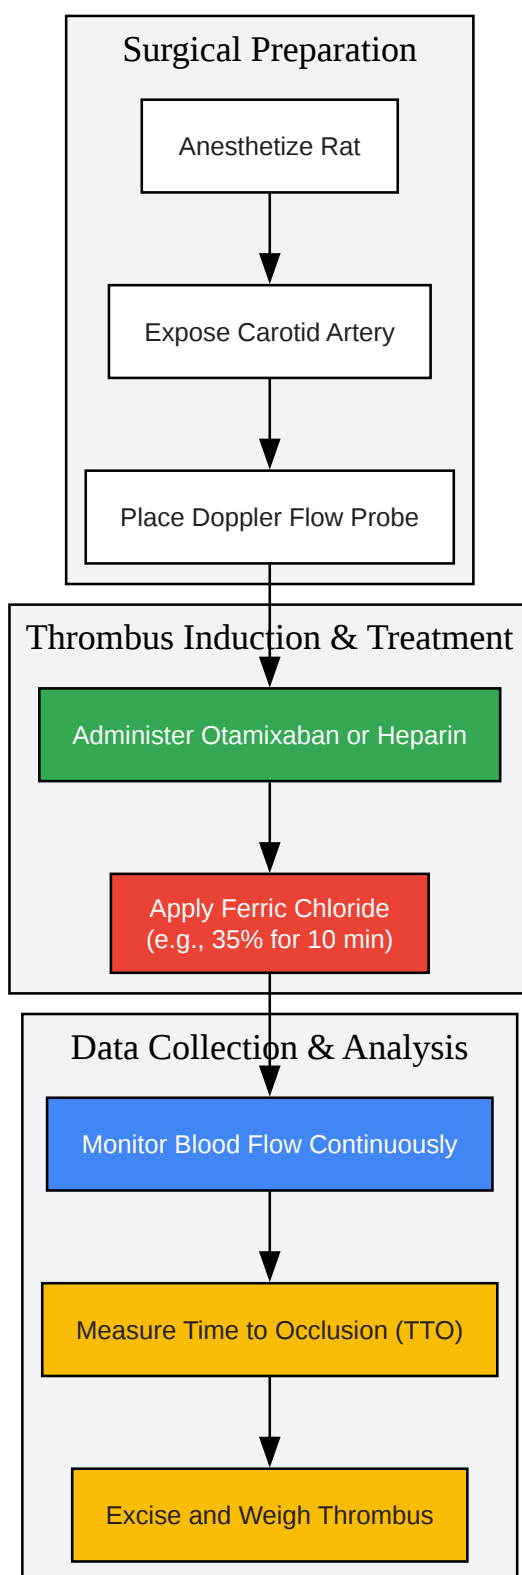 Surgical Preparation
Anesthetize Rat
Expose Carotid Artery
Place Doppler Flow Probe
Thrombus Induction & Treatment
Administer Otamixaban or Heparin
Apply Ferric Chloride
(e.g., 35% for 10 min)
Data Collection & Analysis
Monitor Blood Flow Continuously
Measure Time to Occlusion (TTO)
Excise and Weigh Thrombus